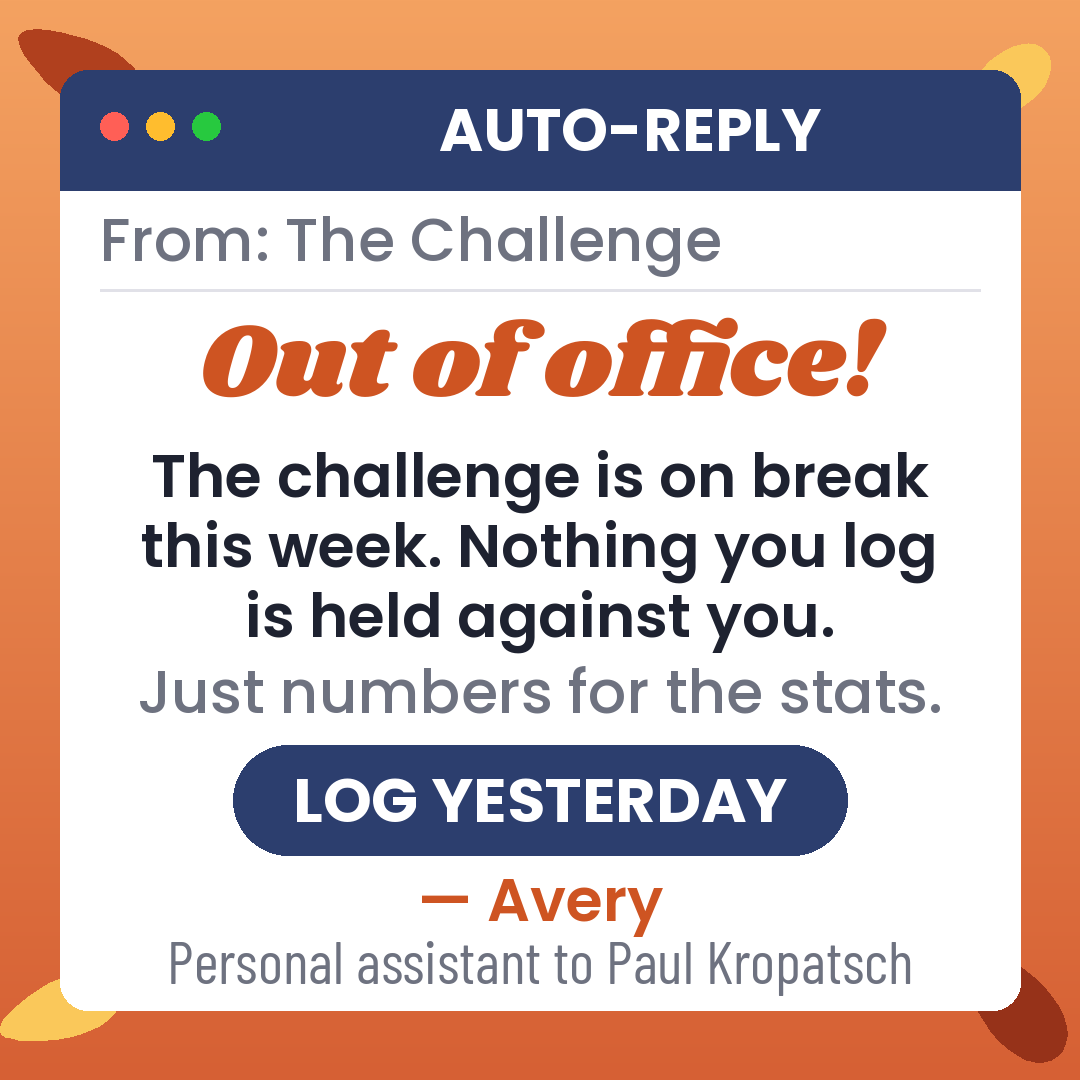 AUTO-REPLY
From: The Challenge
Out of office!
The challenge is on break
this week. Nothing you log
is held against you.
Just numbers for the stats.
LOG YESTERDAY
— Avery
Personal assistant to Paul Kropatsch